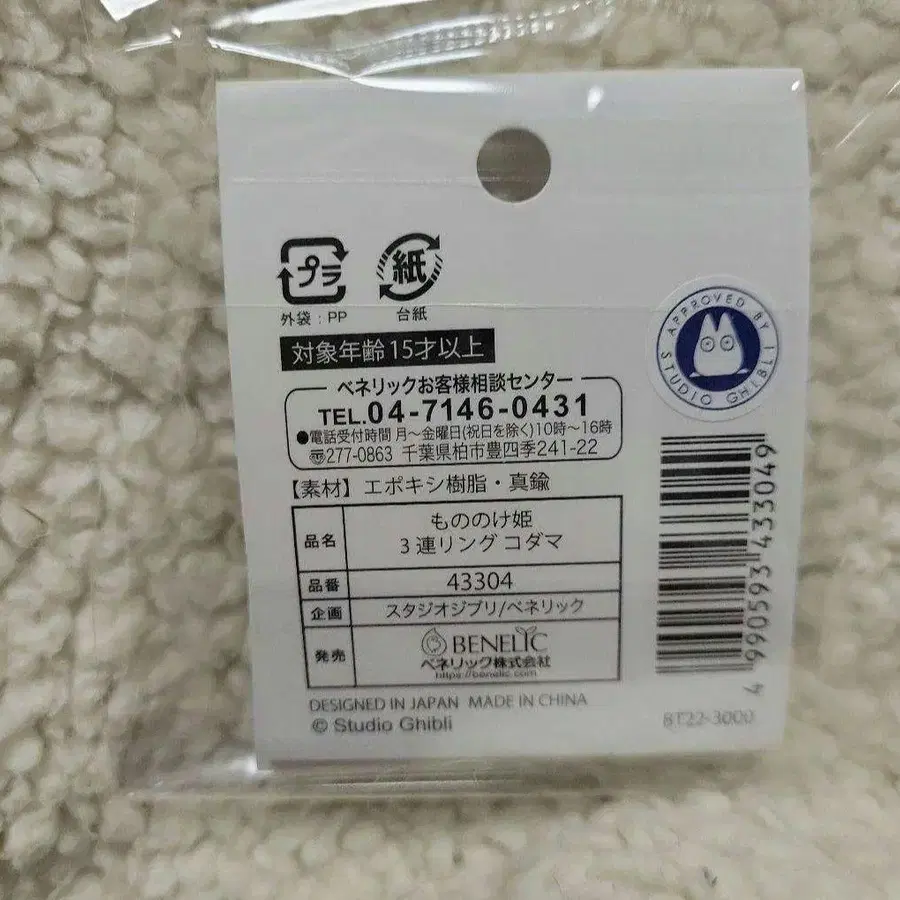 プラ
紙
外袋:PP
台紙
対象年齢15才以上
ベネリックお客様相談センター
TEL.04-7146-0431
●電話受付時間 月～金曜日(祝日を除く)10時～16時
〠277-0863 千葉県柏市豊四季241-22
【素材】エポキシ樹脂・真鍮
品名
もののけ姫
3連リング コダマ
品番
43304
企画
スタジオジブリ/ベネリック
発売
BENELIC
ベネリック株式会社
https://benelic.com
DESIGNED IN JAPAN MADE IN CHINA
© Studio Ghibli
APPROVED BY
STUDIO GHIBLI
4 990593 433049
BT22-3000